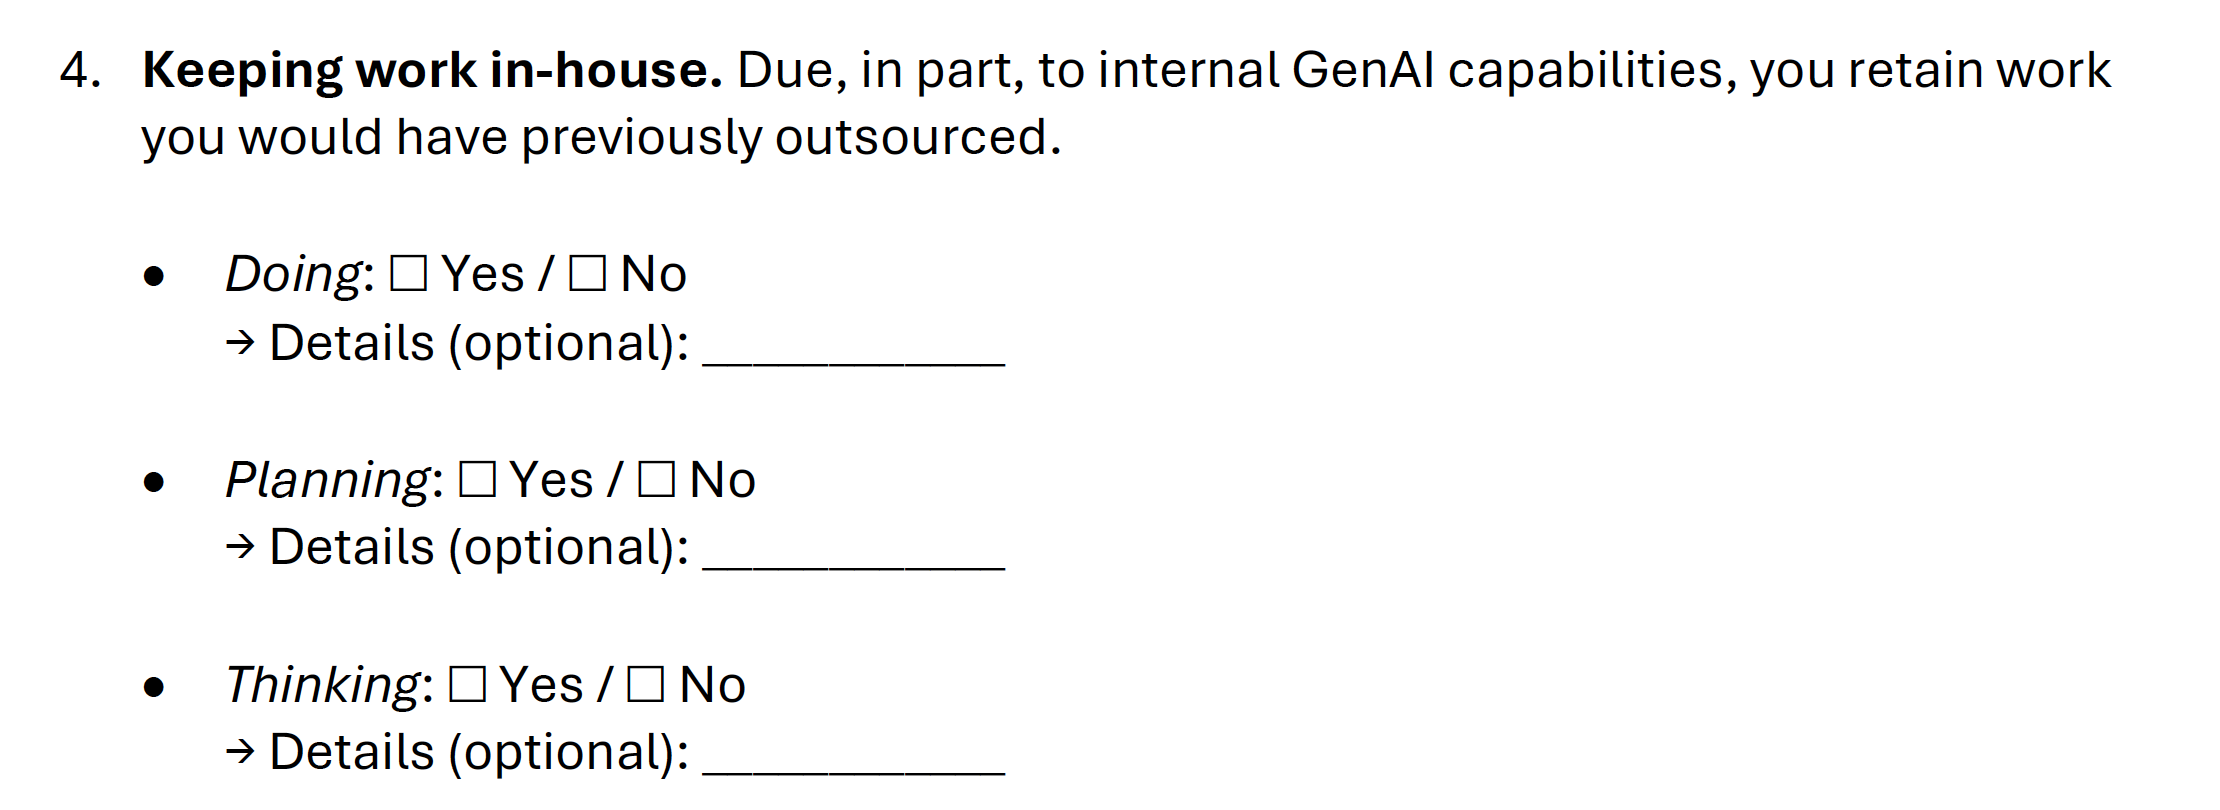 4. Keeping work in-house. Due, in part, to internal GenAI capabilities, you retain work
you would have previously outsourced.
● Doing: ☐ Yes / ☐ No
→ Details (optional): ____________
● Planning: ☐ Yes / ☐ No
→ Details (optional): ____________
● Thinking: ☐ Yes / ☐ No
→ Details (optional): ____________